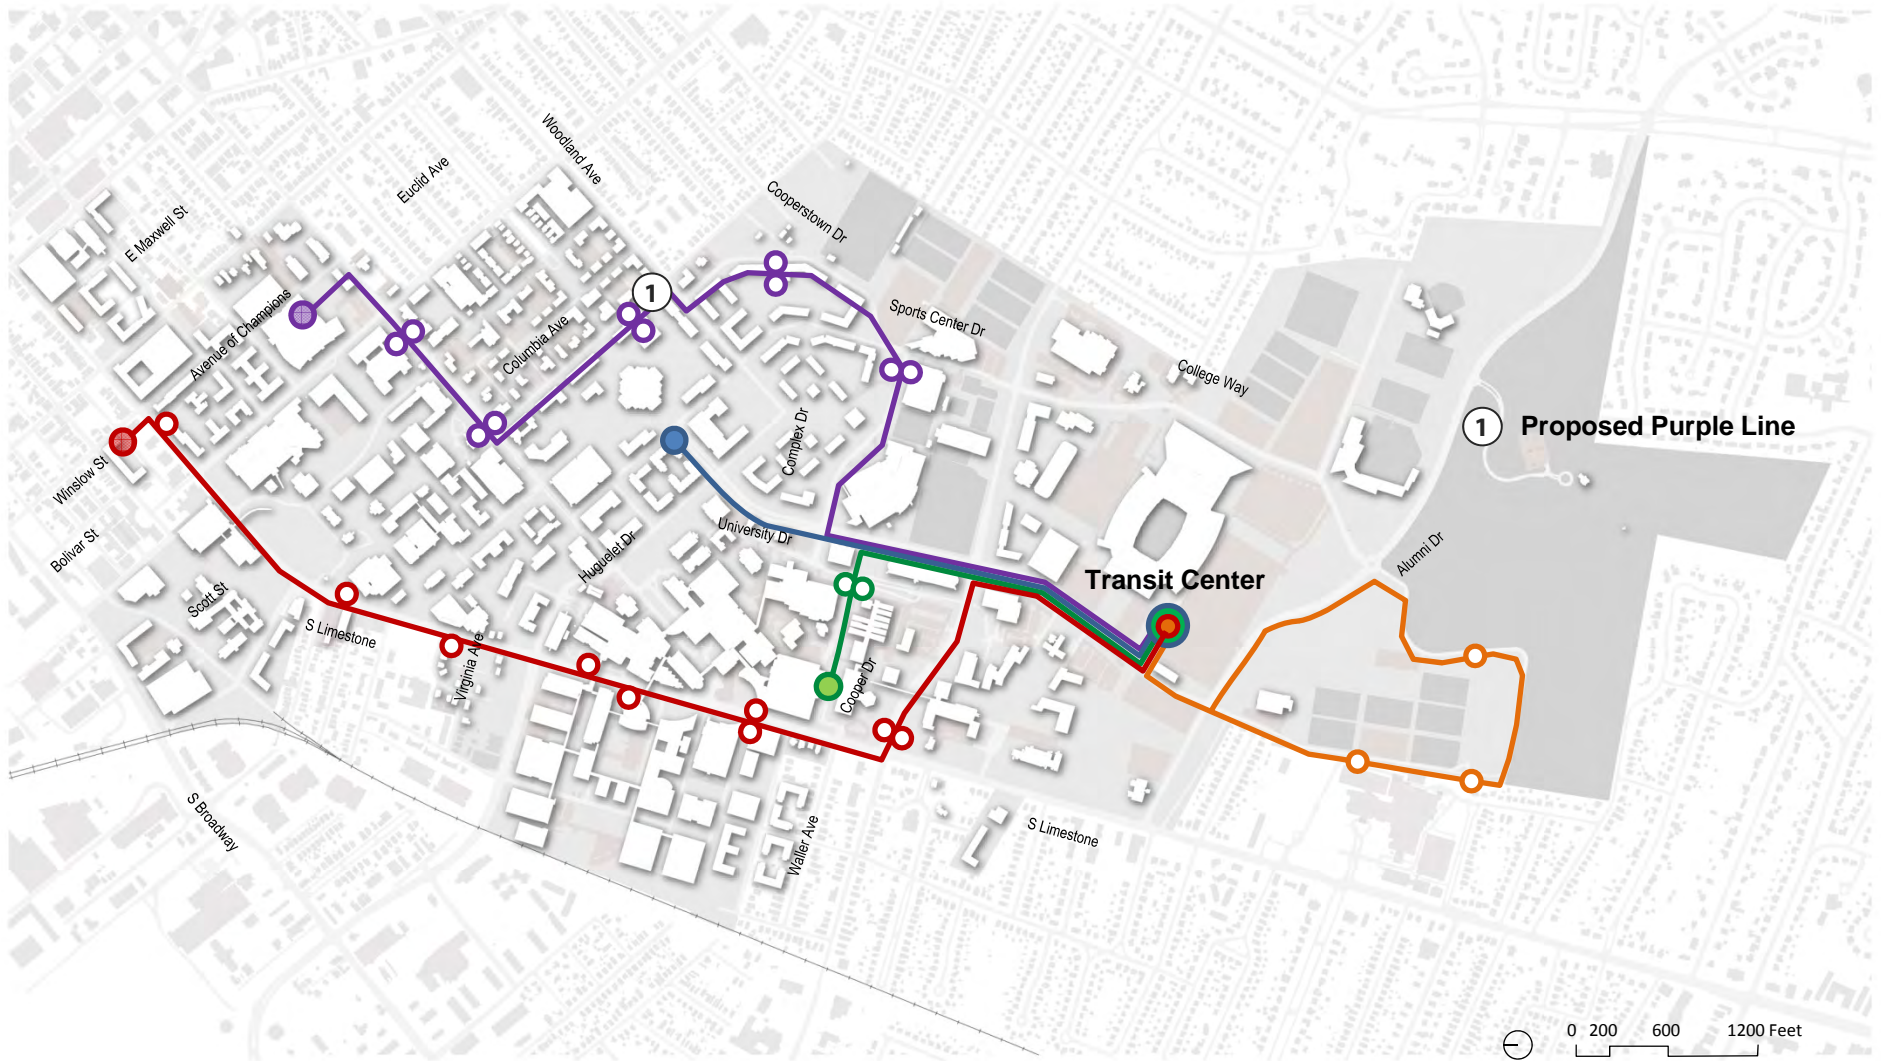 Woodland Ave
Euclid Ave
Cooperstown Dr
E Maxwell St
1
Avenue of Champions
Sports Center Dr
Columbia Ave
College Way
1 Proposed Purple Line
Complex Dr
Winslow St
University Dr
Bolivar St
Huguelet Dr
Alumni Dr
Transit Center
Scott St
S Limestone
Virginia Ave
Cooper Dr
S Broadway
Waller Ave
S Limestone
0 200 600 1200 Feet